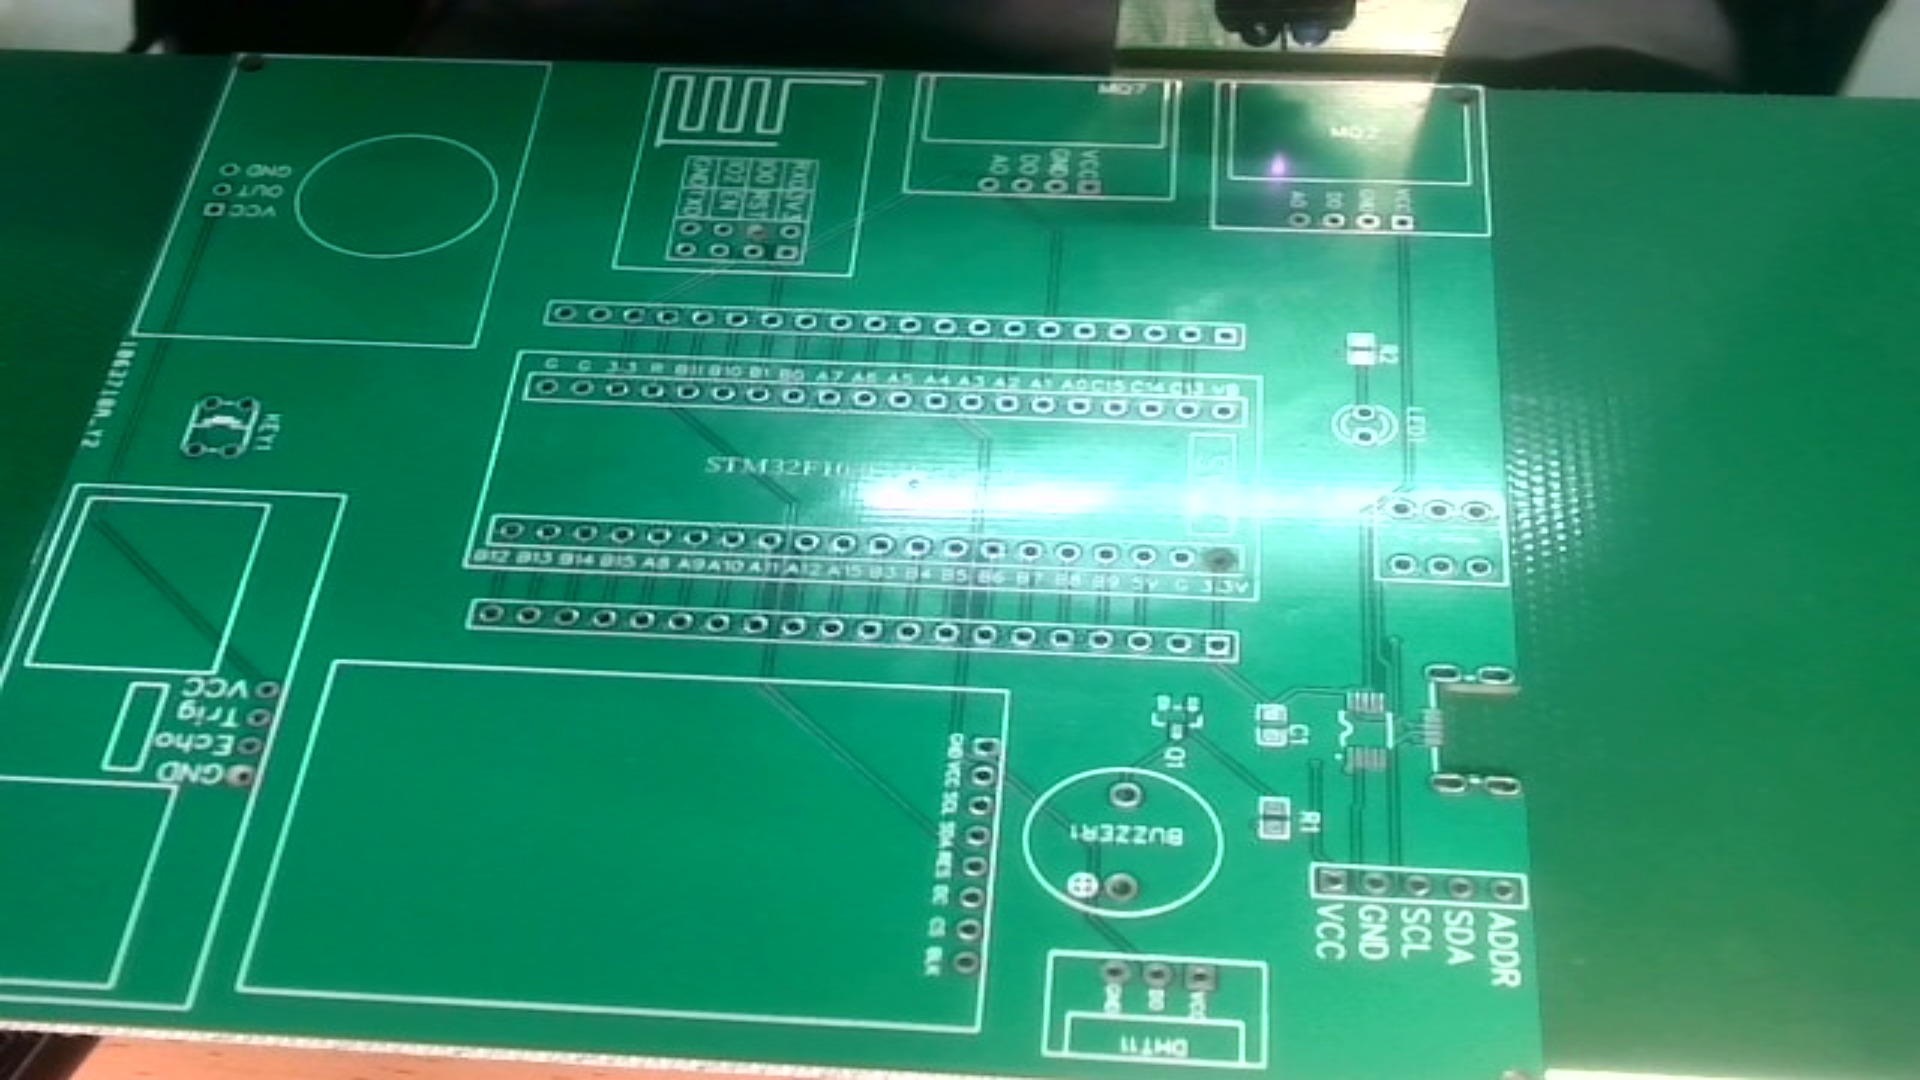 MQ7
MQ2
GND
OUT
VCC
GND IO2 IO0 RXD
TXD EN RST 3V3
AO DO GND VCC
AO DO GND VCC
G G 3.3 R B11 B10 B1 B0 A7 A6 A5 A4 A3 A2 A1 A0 C15 C14 C13 VB
R2
LED1
KEY1
B12 B13 B14 B15 A8 A9 A10 A11 A12 A15 B3 B4 B5 B6 B7 B8 B9 5V G 3.3V
VCC
Trig
Echo
GND
GND VCC SCL SDA RES DC CS BLK
Q1
C1
R1
BUZZER1
VCC GND SCL SDA ADDR
GND DO VCC
DHT11